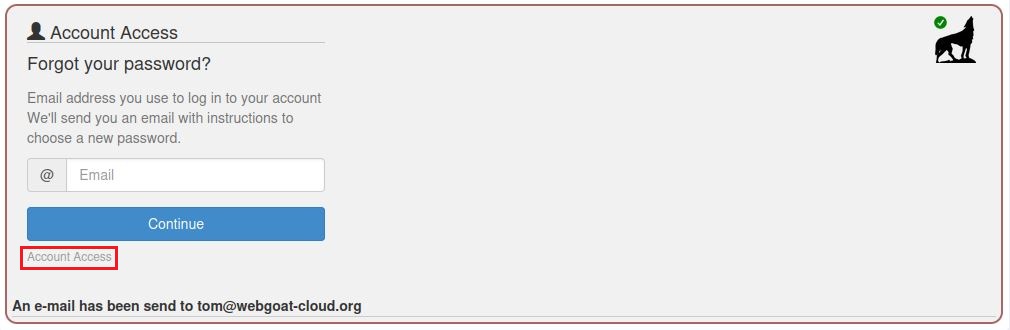 Account Access
Forgot your password?
Email address you use to log in to your account
We'll send you an email with instructions to
choose a new password.
@ Email
Continue
Account Access
An e-mail has been send to tom@webgoat-cloud.org